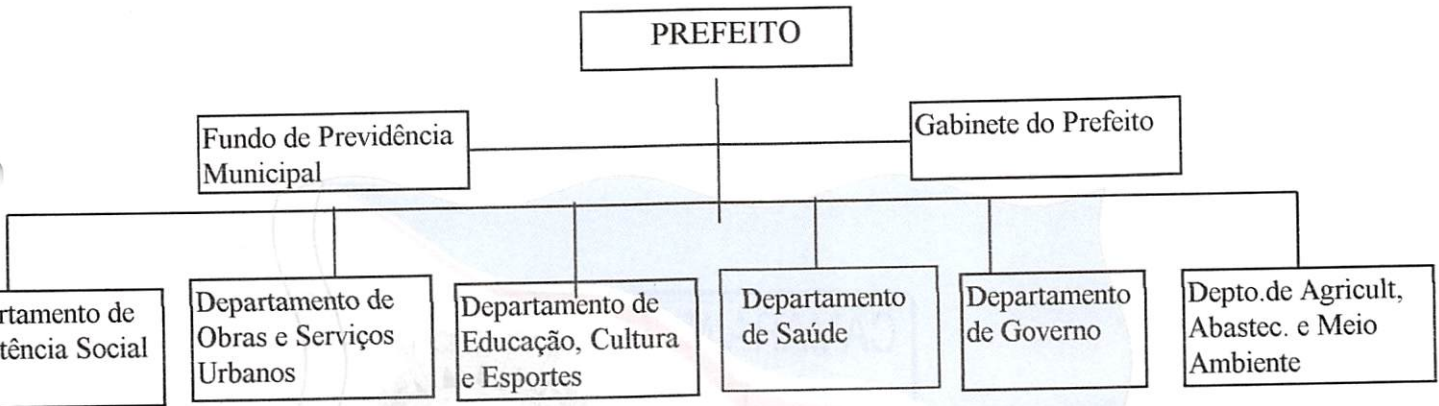 PREFEITO
Fundo de Previdência
Municipal
Gabinete do Prefeito
rtamento de
tência Social
Departamento de
Obras e Serviços
Urbanos
Departamento de
Educação, Cultura
e Esportes
Departamento
de Saúde
Departamento
de Governo
Depto.de Agricult,
Abastec. e Meio
Ambiente